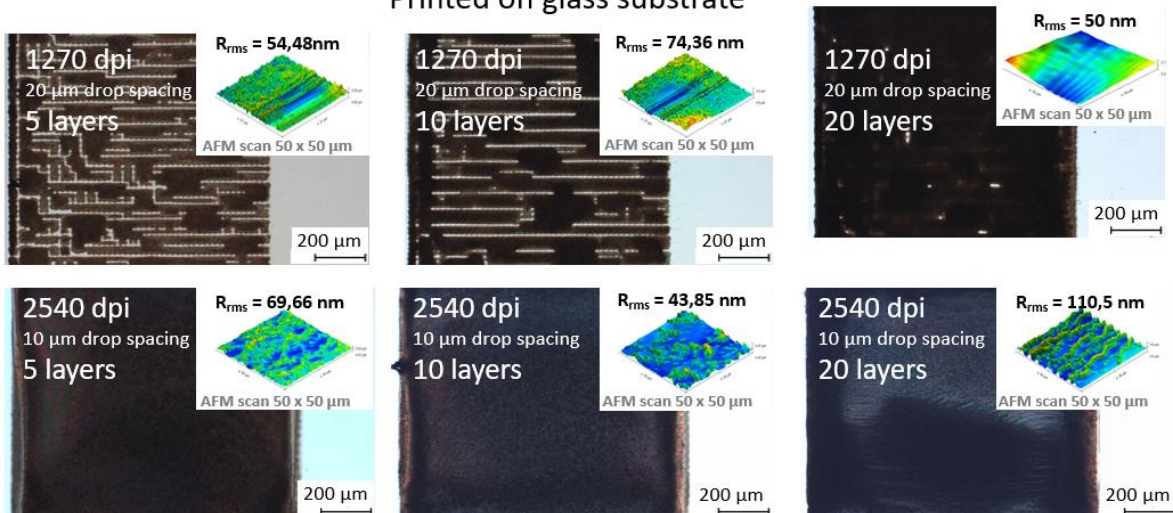 Printed on glass substrate
1270 dpi
20 µm drop spacing
5 layers
Rrms = 54,48nm
AFM scan 50 x 50 µm
200 µm
1270 dpi
20 µm drop spacing
10 layers
Rrms = 74,36 nm
AFM scan 50 x 50 µm
200 µm
1270 dpi
20 µm drop spacing
20 layers
Rrms = 50 nm
AFM scan 50 x 50 µm
200 µm
2540 dpi
10 µm drop spacing
5 layers
Rrms = 69,66 nm
AFM scan 50 x 50 µm
200 µm
2540 dpi
10 µm drop spacing
10 layers
Rrms = 43,85 nm
AFM scan 50 x 50 µm
200 µm
2540 dpi
10 µm drop spacing
20 layers
Rrms = 110,5 nm
AFM scan 50 x 50 µm
200 µm